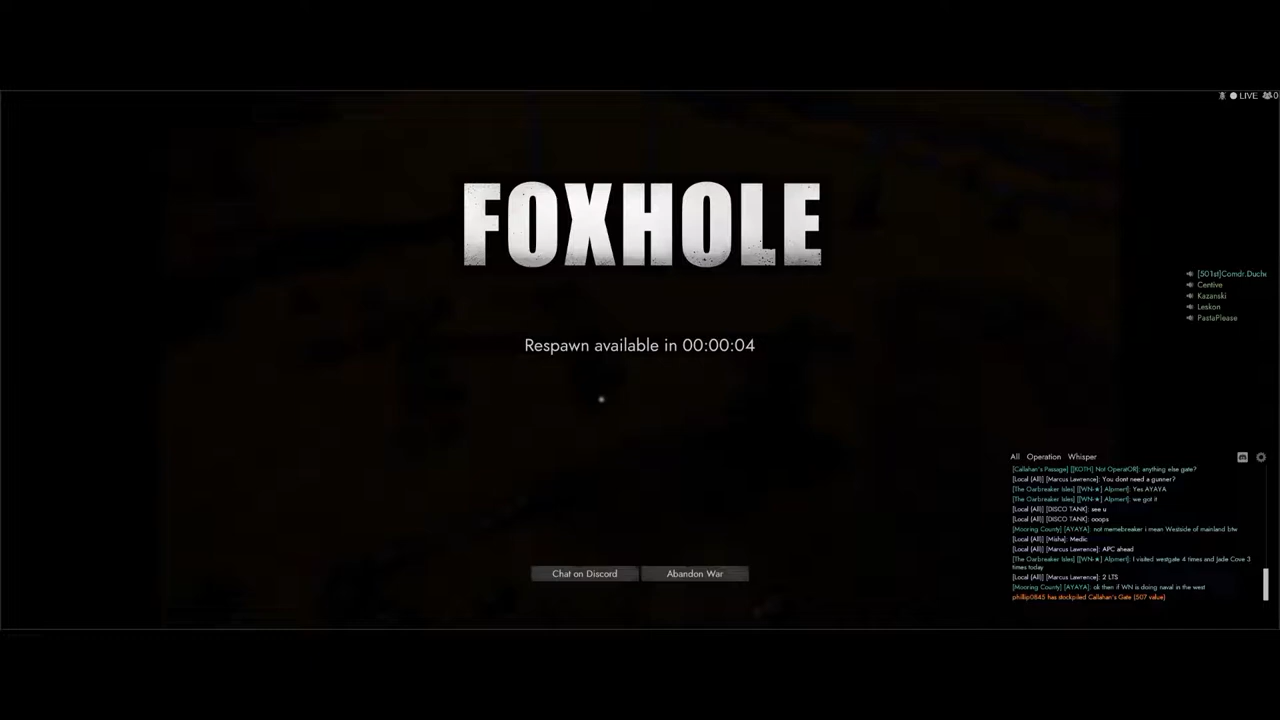 LIVE 0
FOXHOLE
[501st]Comdr.Duche
Centive
Kazanski
Leskon
PastaPlease
Respawn available in 00:00:04
All Operation Whisper
[Callahan's Passage] [[KOTH] Not OperatOR]: anything else gate?
[Local (All)] [Marcus Lawrence]: You dont need a gunner?
[The Oarbreaker Isles] [[WN-★] Alpmert]: Yes AYAYA
[The Oarbreaker Isles] [[WN-★] Alpmert]: we got it
[Local (All)] [DISCO TANK]: see u
[Local (All)] [DISCO TANK]: ooops
[Mooring County] [AYAYA]: not memebreaker i mean Westside of mainland btw
[Local (All)] [Misha]: Medic
[Local (All)] [Marcus Lawrence]: APC ahead
[The Oarbreaker Isles] [[WN-★] Alpmert]: I visited westgate 4 times and Jade Cove 3
times today
[Local (All)] [Marcus Lawrence]: 2 LTS
[Mooring County] [AYAYA]: ok than if WN is doing naval in the west
phillip0845 has stockpiled Callahan's Gate (507 value)
Chat on Discord Abandon War